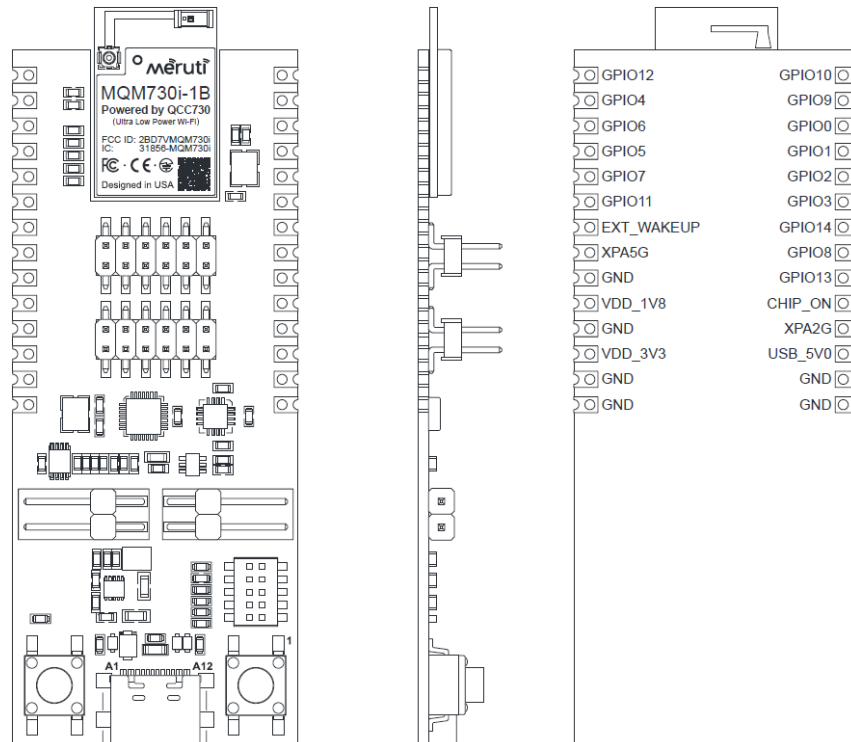 meruti
MQM730i-1B
Powered by QCC730
(Ultra Low Power Wi-Fi)
FCC ID: 2BD7VMQM730i
IC: 31856-MQM730i
FC CE
Designed in USA
1
A1 A12
GPIO12 GPIO10
GPIO4 GPIO9
GPIO6 GPIO0
GPIO5 GPIO1
GPIO7 GPIO2
GPIO11 GPIO3
EXT_WAKEUP GPIO14
XPA5G GPIO8
GND GPIO13
VDD_1V8 CHIP_ON
GND XPA2G
VDD_3V3 USB_5V0
GND GND
GND GND